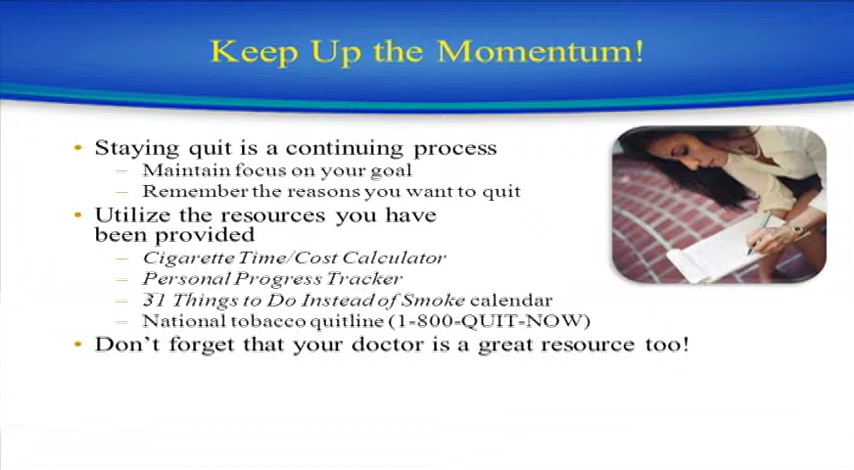 Keep Up the Momentum!
• Staying quit is a continuing process
– Maintain focus on your goal
– Remember the reasons you want to quit
• Utilize the resources you have
been provided
– Cigarette Time/Cost Calculator
– Personal Progress Tracker
– 31 Things to Do Instead of Smoke calendar
– National tobacco quitline (1-800-QUIT-NOW)
• Don't forget that your doctor is a great resource too!